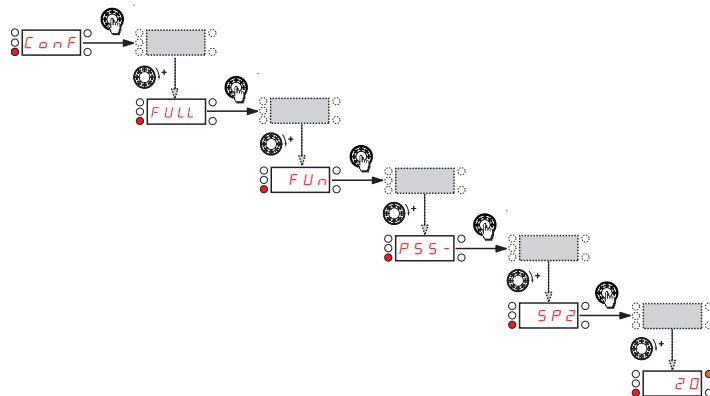 ConF
+
FULL
+
FUn
+
PSS-
+
SP2
+
20